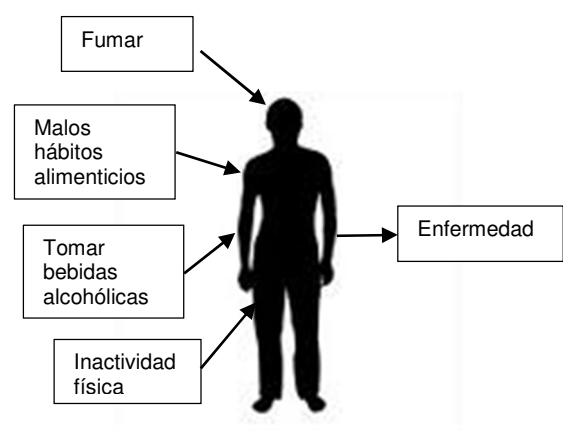 Fumar
Malos
hábitos
alimenticios
Enfermedad
Tomar
bebidas
alcohólicas
Inactividad
física